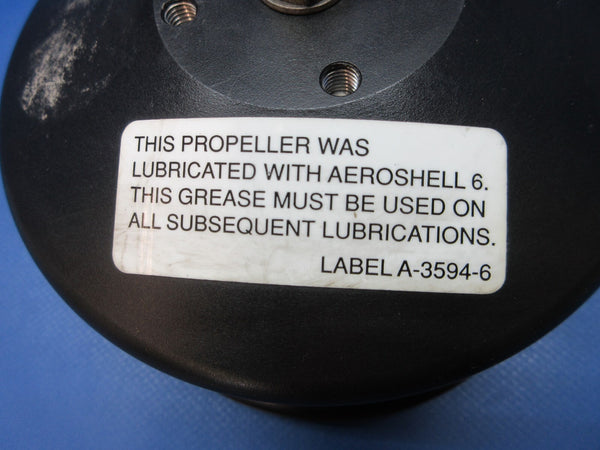 THIS PROPELLER WAS
LUBRICATED WITH AEROSHELL 6.
THIS GREASE MUST BE USED ON
ALL SUBSEQUENT LUBRICATIONS.
LABEL A-3594-6